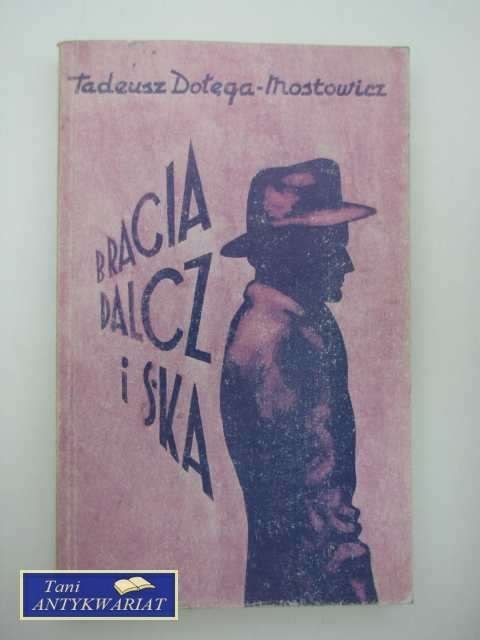 Tadeusz Dołęga-Mostowicz
BRACIA
DALCZ
i S-KA
Tani
ANTYKWARIAT